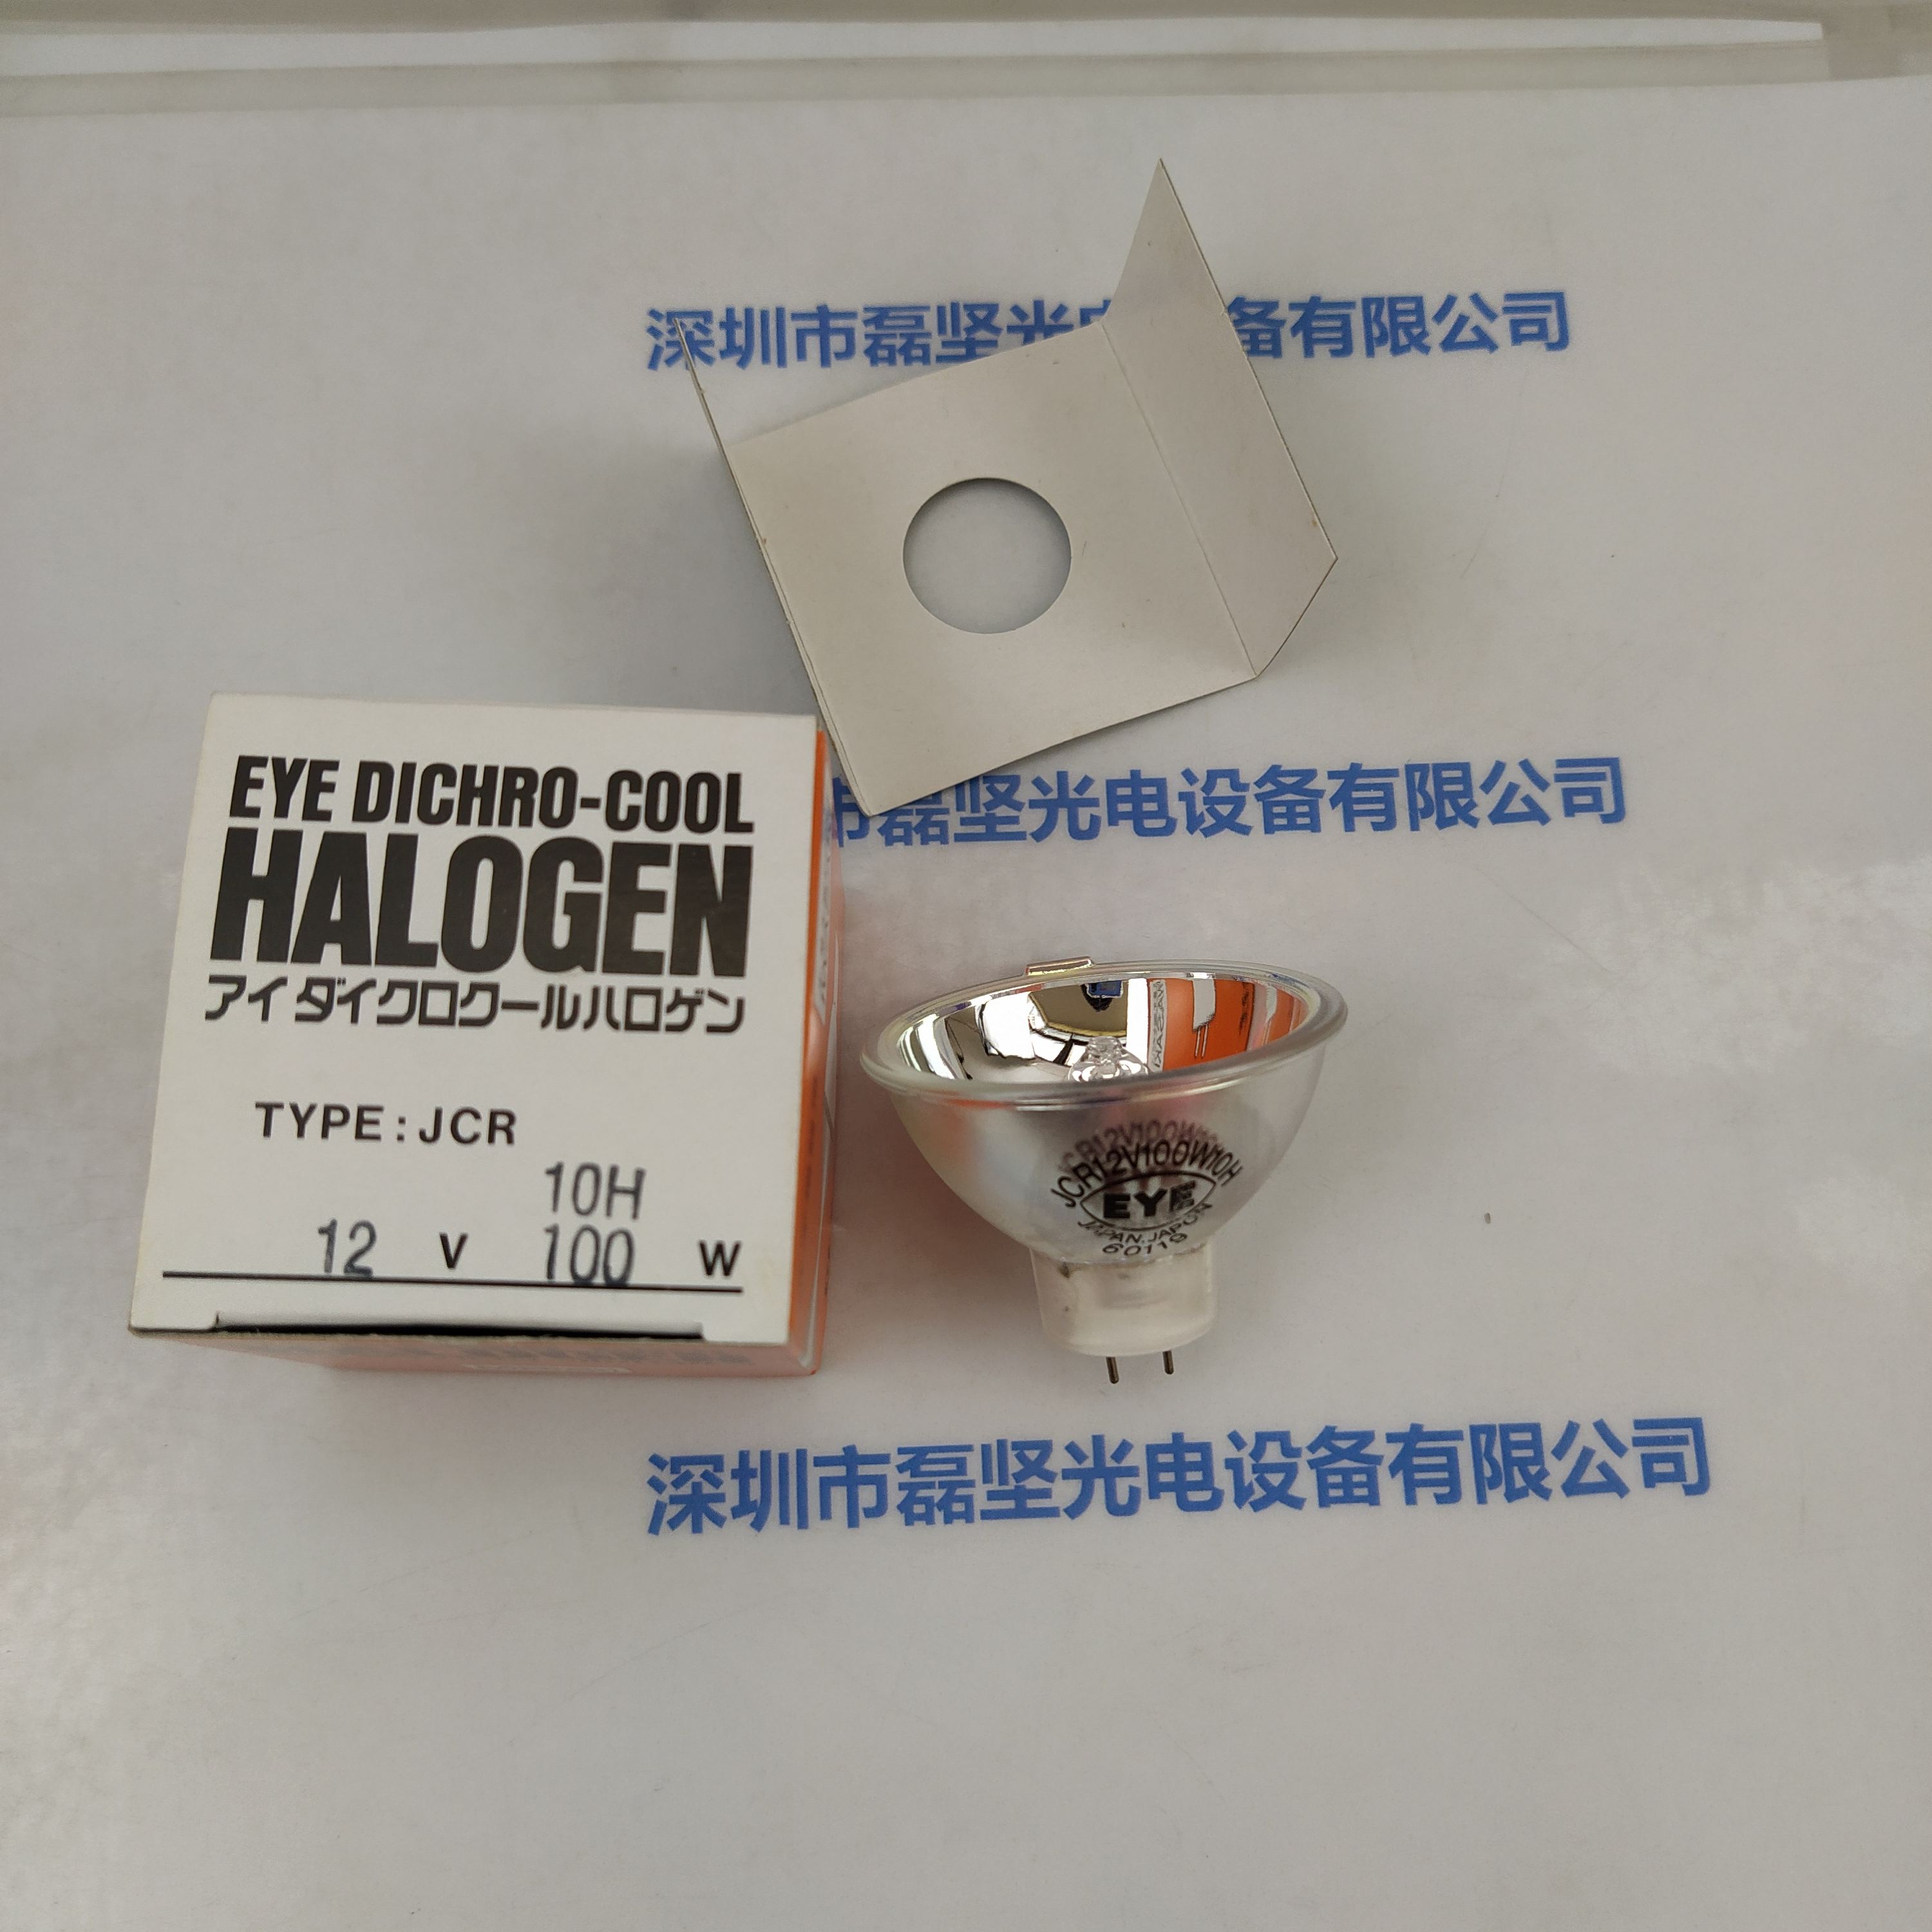 深圳市磊坚光 备有限公司
EYE DICHRO-COOL
HALOGEN
アイ ダイクロクールハロゲン
TYPE : JCR
10H
12 V 100 W
市磊坚光电设备有限公司
JCR12V100W10H
EYE
JAPAN.JAPON
60119
深圳市磊坚光电设备有限公司